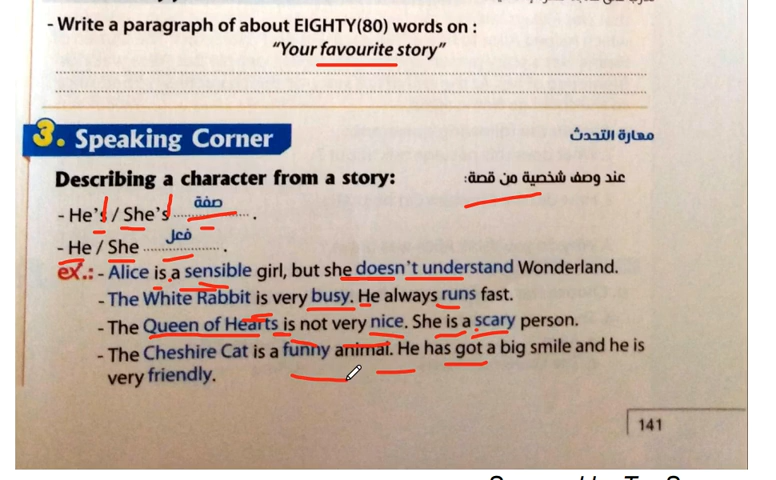 - Write a paragraph of about EIGHTY(80) words on :
"Your favourite story"
3. Speaking Corner
مهارة التحدث
Describing a character from a story:
عند وصف شخصية من قصة:
- He's / She's صفة .
- He / She فعل .
ex.: - Alice is a sensible girl, but she doesn't understand Wonderland.
- The White Rabbit is very busy. He always runs fast.
- The Queen of Hearts is not very nice. She is a scary person.
- The Cheshire Cat is a funny animal. He has got a big smile and he is
very friendly.
141